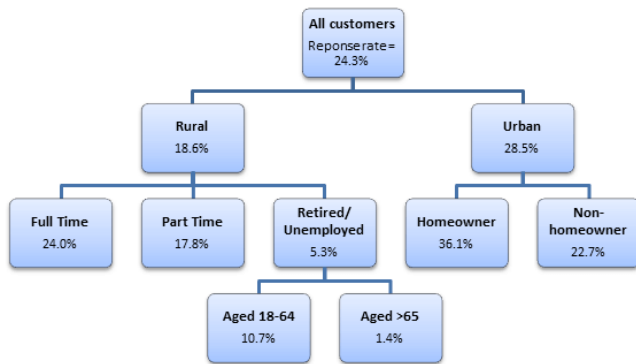 All customers
Reponserate=
24.3%
Rural
18.6%
Urban
28.5%
Full Time
24.0%
Part Time
17.8%
Retired/
Unemployed
5.3%
Homeowner
36.1%
Non-
homeowner
22.7%
Aged 18-64
10.7%
Aged >65
1.4%